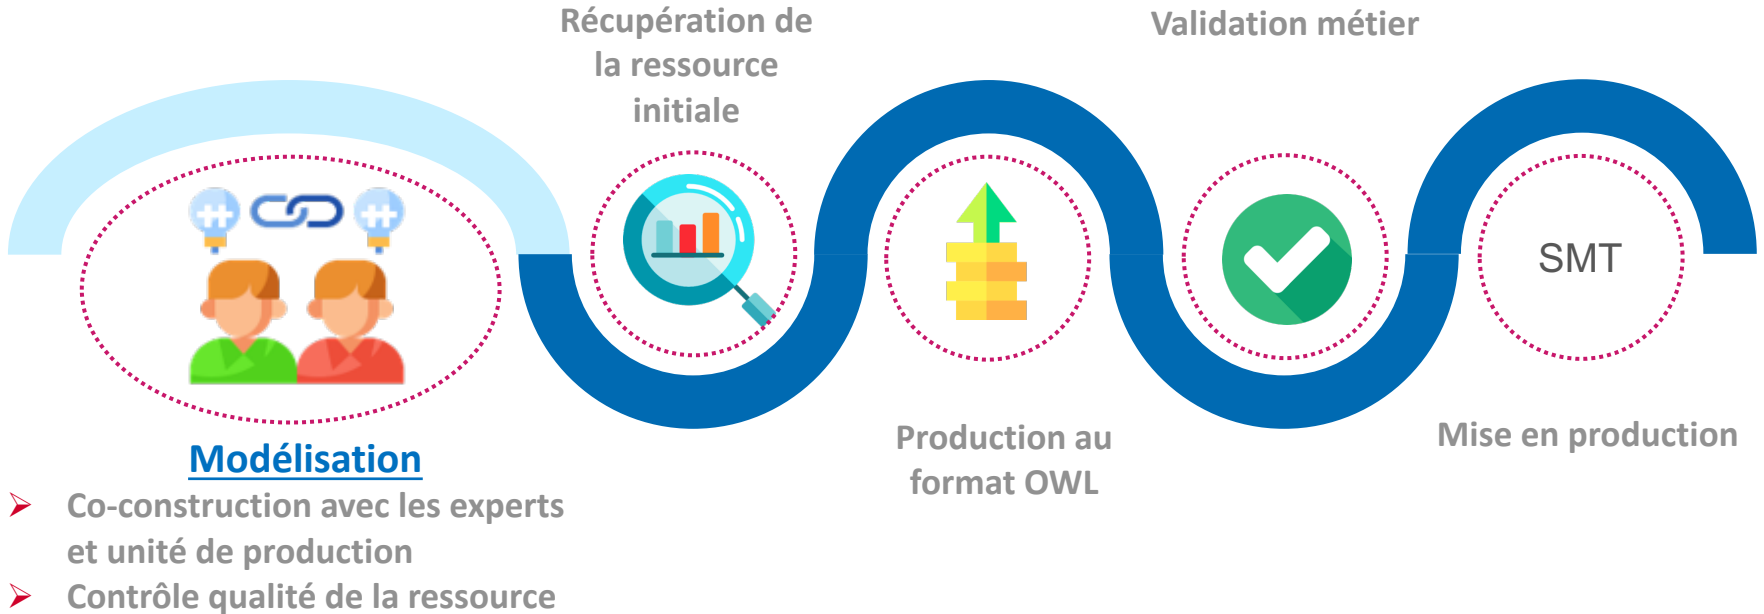 Récupération de
la ressource
initiale
Validation métier
SMT
Modélisation
Co-construction avec les experts
et unité de production
Contrôle qualité de la ressource
Production au
format OWL
Mise en production